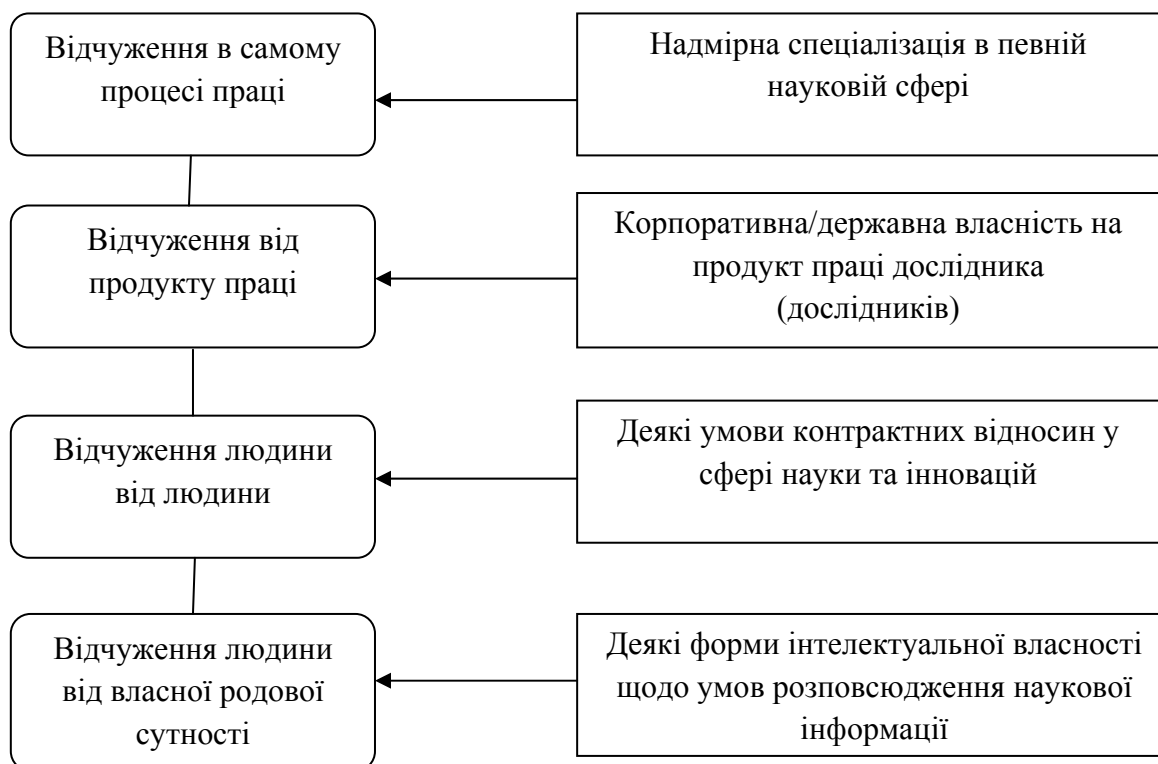 Відчуження в самому
процесі праці
Надмірна спеціалізація в певній
науковій сфері
Відчуження від
продукту праці
Корпоративна/державна власність на
продукт праці дослідника
(дослідників)
Відчуження людини
від людини
Деякі умови контрактних відносин у
сфері науки та інновацій
Відчуження людини
від власної родової
сутності
Деякі форми інтелектуальної власності
щодо умов розповсюдження наукової
інформації